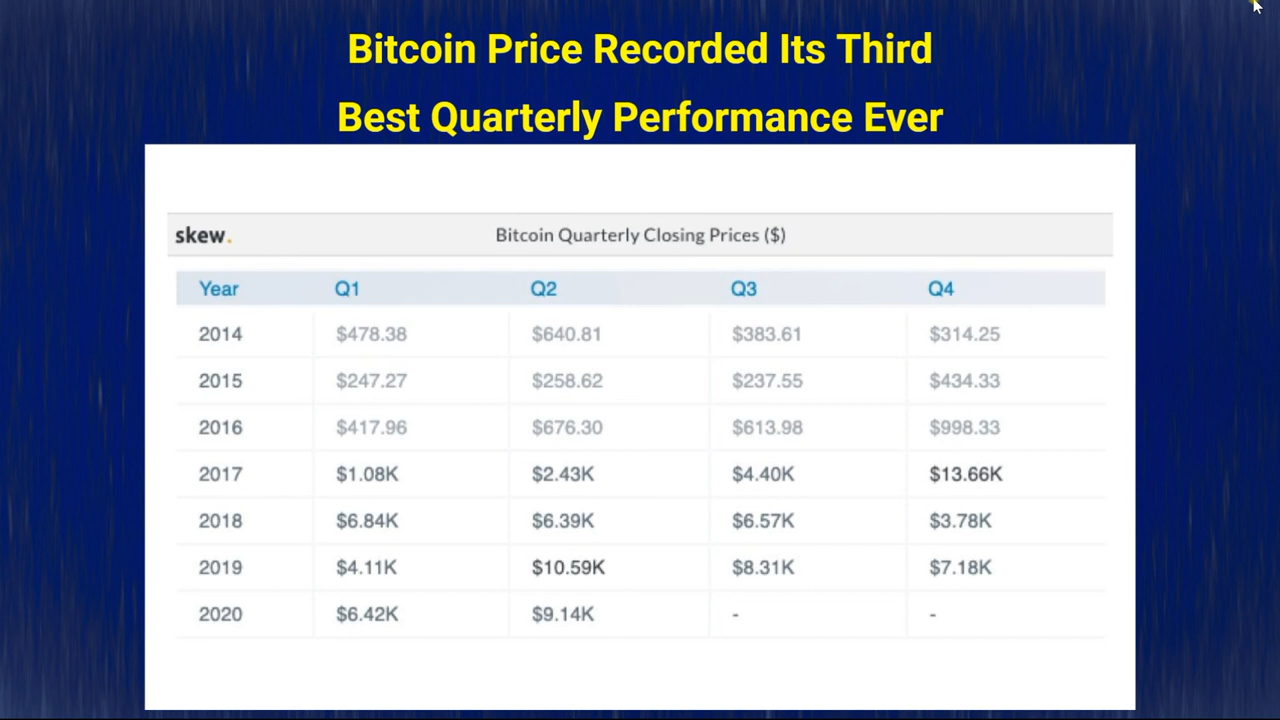 Bitcoin Price Recorded Its Third
Best Quarterly Performance Ever
skew. Bitcoin Quarterly Closing Prices ($)
Year Q1 Q2 Q3 Q4
2014 $478.38 $640.81 $383.61 $314.25
2015 $247.27 $258.62 $237.55 $434.33
2016 $417.96 $676.30 $613.98 $998.33
2017 $1.08K $2.43K $4.40K $13.66K
2018 $6.84K $6.39K $6.57K $3.78K
2019 $4.11K $10.59K $8.31K $7.18K
2020 $6.42K $9.14K - -